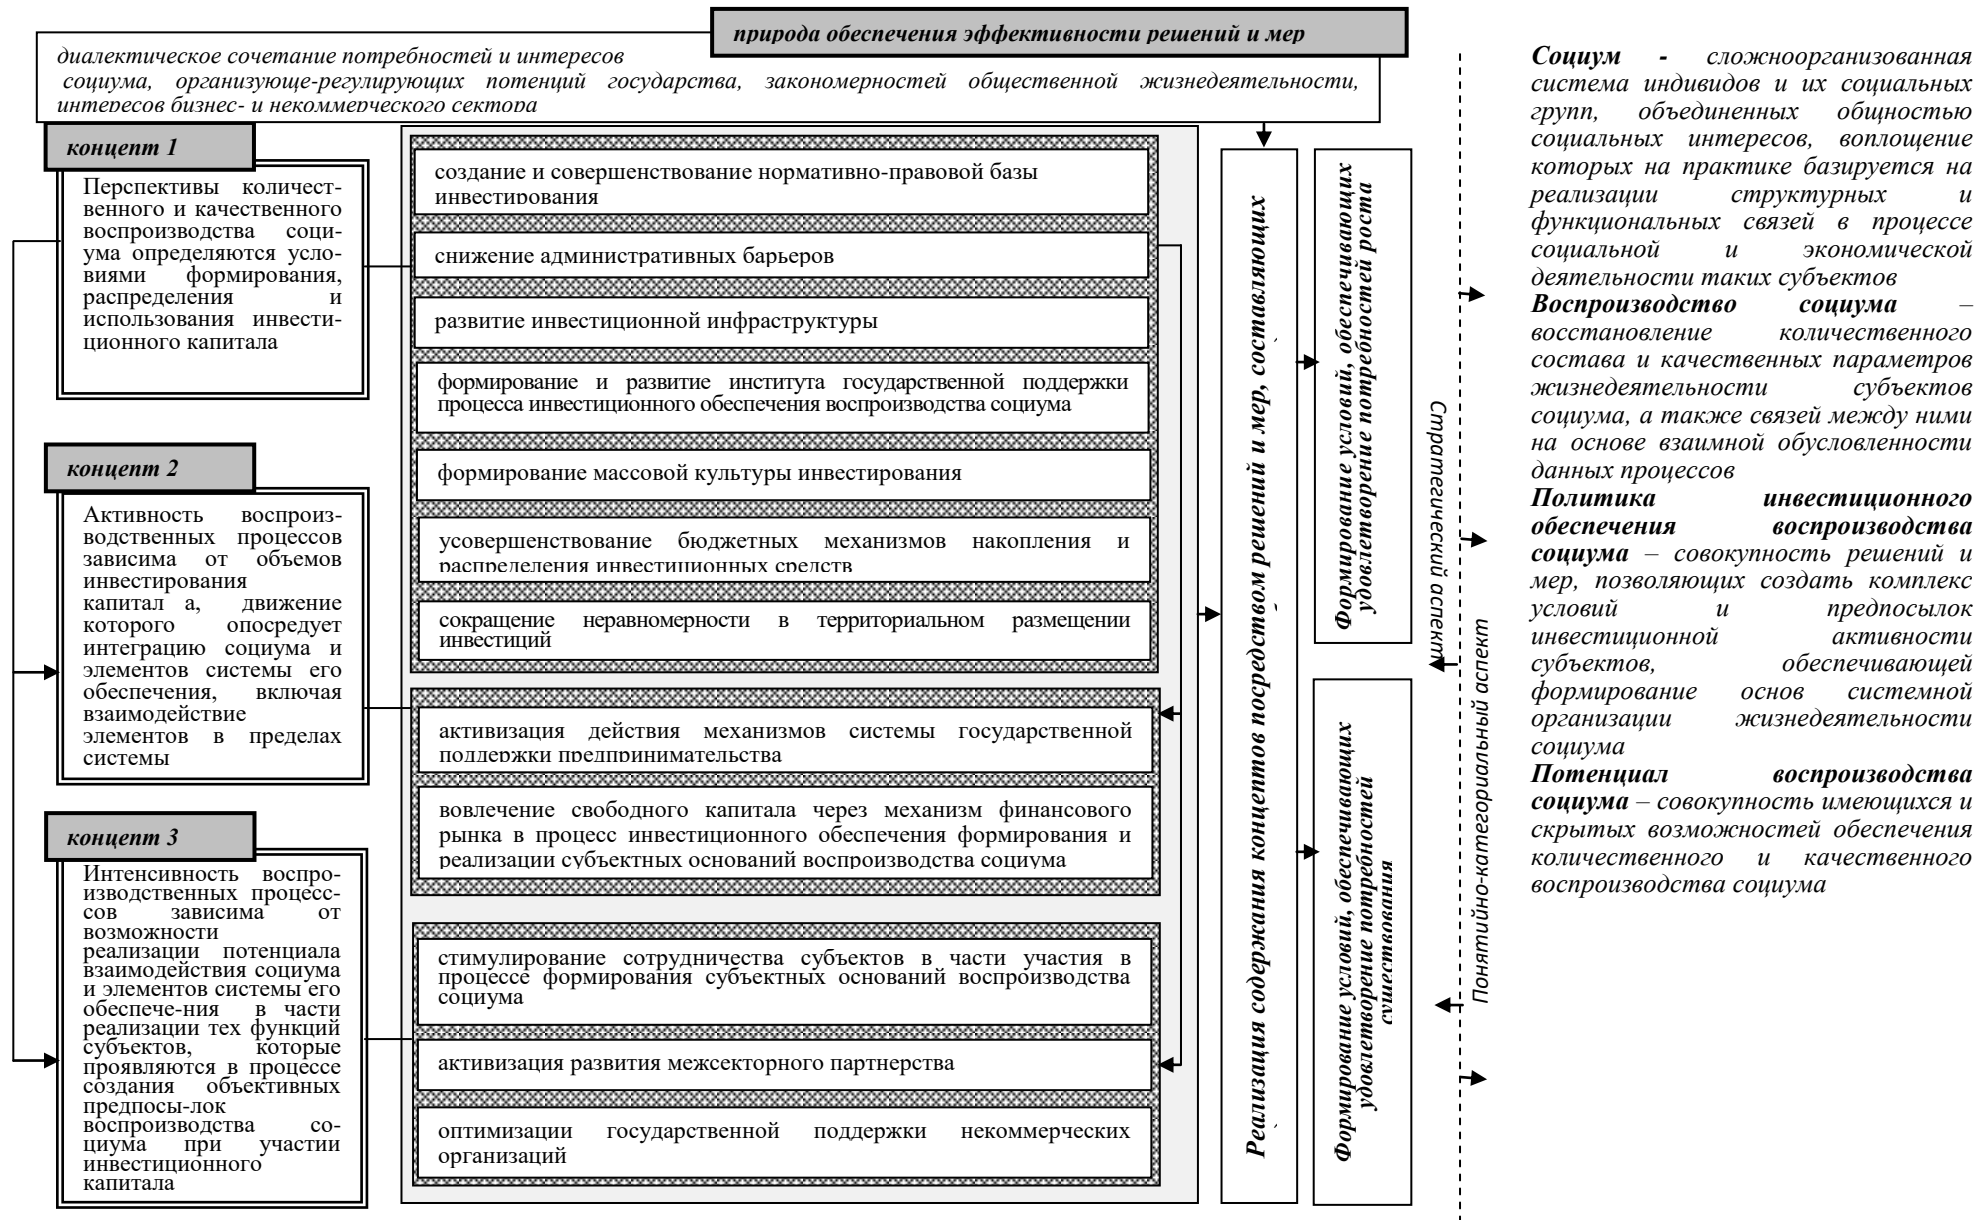 природа обеспечения эффективности решений и мер
диалектическое сочетание потребностей и интересов
социума, организующе-регулирующих потенций государства, закономерностей общественной жизнедеятельности,
интересов бизнес- и некоммерческого сектора
концепт 1
Перспективы количест-
венного и качественного
воспроизводства соци-
ума определяются усло-
виями формирования,
распределения и
использования инвести-
ционного капитала
концепт 2
Активность воспроиз-
водственных процессов
зависима от объемов
инвестирования
капитал а, движение
которого опосредует
интеграцию социума и
элементов системы его
обеспечения, включая
взаимодействие
элементов в пределах
системы
концепт 3
Интенсивность воспро-
изводственных процесс-
сов зависима от
возможности
реализации потенциала
взаимодействия социума
и элементов системы его
обеспече-ния в части
реализации тех функций
субъектов, которые
проявляются в процессе
создания объективных
предпосы-лок
воспроизводства со-
циума при участии
инвестиционного
капитала
создание и совершенствование нормативно-правовой базы
инвестирования
снижение административных барьеров
развитие инвестиционной инфраструктуры
формирование и развитие института государственной поддержки
процесса инвестиционного обеспечения воспроизводства социума
формирование массовой культуры инвестирования
усовершенствование бюджетных механизмов накопления и
распределения инвестиционных средств
сокращение неравномерности в территориальном размещении
инвестиций
активизация действия механизмов системы государственной
поддержки предпринимательства
вовлечение свободного капитала через механизм финансового
рынка в процесс инвестиционного обеспечения формирования и
реализации субъектных оснований воспроизводства социума
стимулирование сотрудничества субъектов в части участия в
процессе формирования субъектных оснований воспроизводства
социума
активизация развития межсекторного партнерства
оптимизации государственной поддержки некоммерческих
организаций
Реализация содержания концептов посредством решений и мер, составляющих
Формирование условий, обеспечивающих
удовлетворение потребностей роста
Формирование условий, обеспечивающих
удовлетворение потребностей
существования
Стратегический аспект
Понятийно-категориальный аспект
Социум - сложноорганизованная
система индивидов и их социальных
групп, объединенных общностью
социальных интересов, воплощение
которых на практике базируется на
реализации структурных и
функциональных связей в процессе
социальной и экономической
деятельности таких субъектов
Воспроизводство социума –
восстановление количественного
состава и качественных параметров
жизнедеятельности субъектов
социума, а также связей между ними
на основе взаимной обусловленности
данных процессов
Политика инвестиционного
обеспечения воспроизводства
социума – совокупность решений и
мер, позволяющих создать комплекс
условий и предпосылок
инвестиционной активности
субъектов, обеспечивающей
формирование основ системной
организации жизнедеятельности
социума
Потенциал воспроизводства
социума – совокупность имеющихся и
скрытых возможностей обеспечения
количественного и качественного
воспроизводства социума